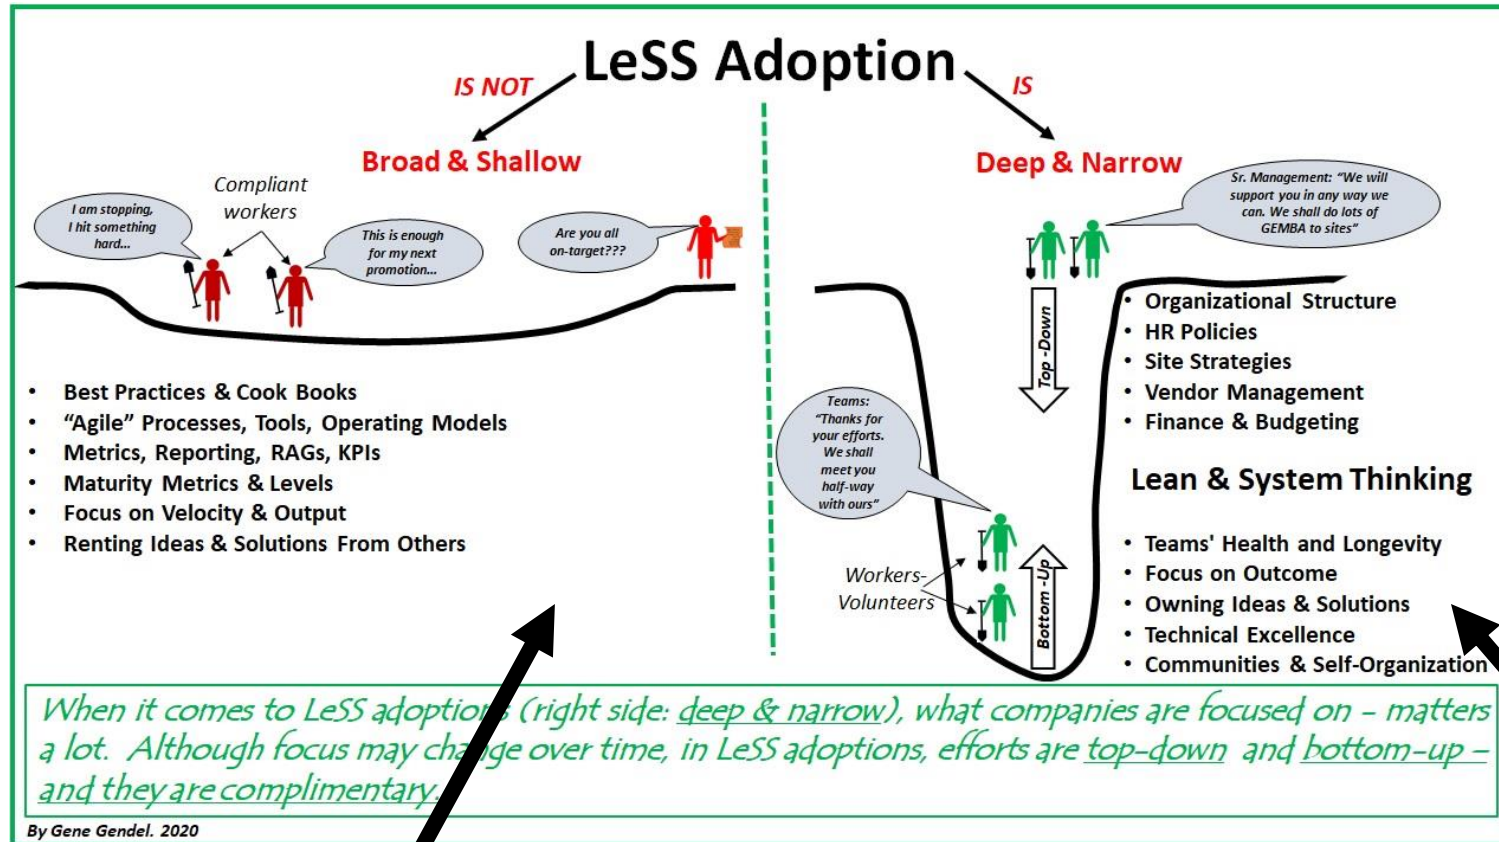 LeSS Adoption
IS NOT
IS
Broad & Shallow
Deep & Narrow
Compliant
workers
I am stopping,
I hit something
hard...
This is enough
for my next
promotion...
Are you all
on-target???
Sr. Management: “We will
support you in any way we
can. We shall do lots of
GEMBA to sites”
• Best Practices & Cook Books
• “Agile” Processes, Tools, Operating Models
• Metrics, Reporting, RAGs, KPIs
• Maturity Metrics & Levels
• Focus on Velocity & Output
• Renting Ideas & Solutions From Others
Top -Down
• Organizational Structure
• HR Policies
• Site Strategies
• Vendor Management
• Finance & Budgeting
Teams:
“Thanks for
your efforts.
We shall
meet you
half-way
with ours”
Lean & System Thinking
Workers-
Volunteers
Bottom -Up
• Teams' Health and Longevity
• Focus on Outcome
• Owning Ideas & Solutions
• Technical Excellence
• Communities & Self-Organization
When it comes to LeSS adoptions (right side: deep & narrow), what companies are focused on – matters
a lot. Although focus may change over time, in LeSS adoptions, efforts are top-down and bottom-up –
and they are complimentary.
By Gene Gendel. 2020